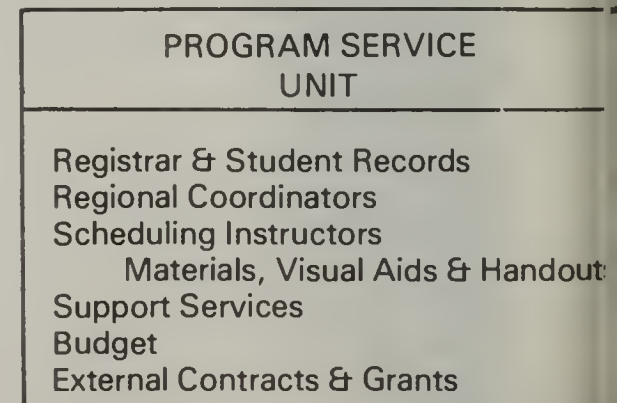 PROGRAM SERVICE
UNIT
Registrar & Student Records
Regional Coordinators
Scheduling Instructors
Materials, Visual Aids & Handouts
Support Services
Budget
External Contracts & Grants